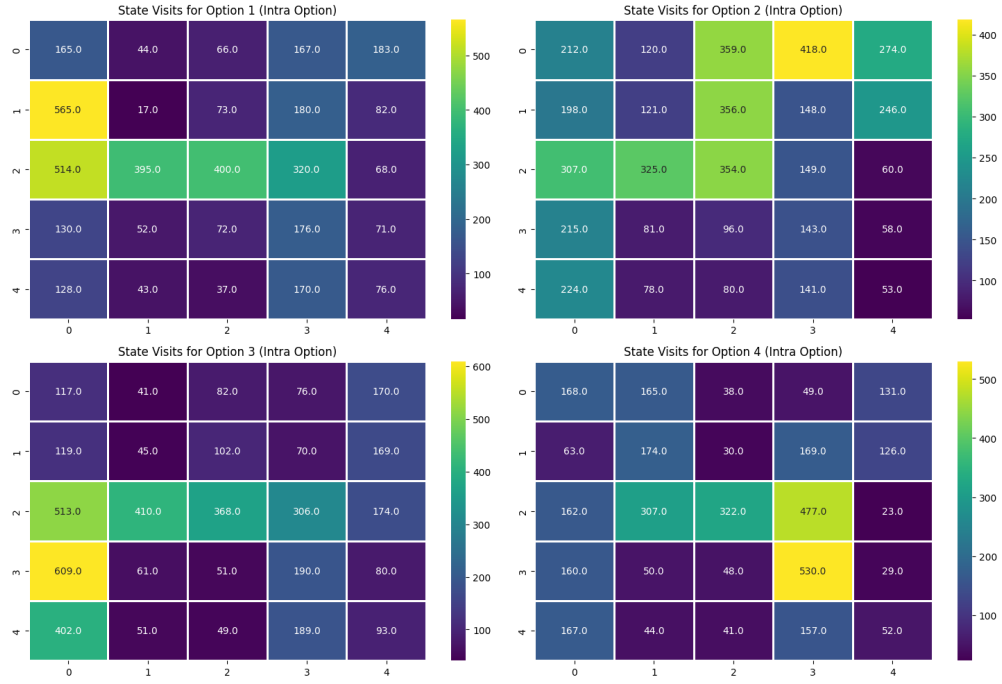 State Visits for Option 1 (Intra Option)
0 165.0 44.0 66.0 167.0 183.0
1 565.0 17.0 73.0 180.0 82.0
2 514.0 395.0 400.0 320.0 68.0
3 130.0 52.0 72.0 176.0 71.0
4 128.0 43.0 37.0 170.0 76.0
0 1 2 3 4
500
400
300
200
100
State Visits for Option 2 (Intra Option)
0 212.0 120.0 359.0 418.0 274.0
1 198.0 121.0 356.0 148.0 246.0
2 307.0 325.0 354.0 149.0 60.0
3 215.0 81.0 96.0 143.0 58.0
4 224.0 78.0 80.0 141.0 53.0
0 1 2 3 4
400
350
300
250
200
150
100
State Visits for Option 3 (Intra Option)
0 117.0 41.0 82.0 76.0 170.0
1 119.0 45.0 102.0 70.0 169.0
2 513.0 410.0 368.0 306.0 174.0
3 609.0 61.0 51.0 190.0 80.0
4 402.0 51.0 49.0 189.0 93.0
0 1 2 3 4
600
500
400
300
200
100
State Visits for Option 4 (Intra Option)
0 168.0 165.0 38.0 49.0 131.0
1 63.0 174.0 30.0 169.0 126.0
2 162.0 307.0 322.0 477.0 23.0
3 160.0 50.0 48.0 530.0 29.0
4 167.0 44.0 41.0 157.0 52.0
0 1 2 3 4
500
400
300
200
100